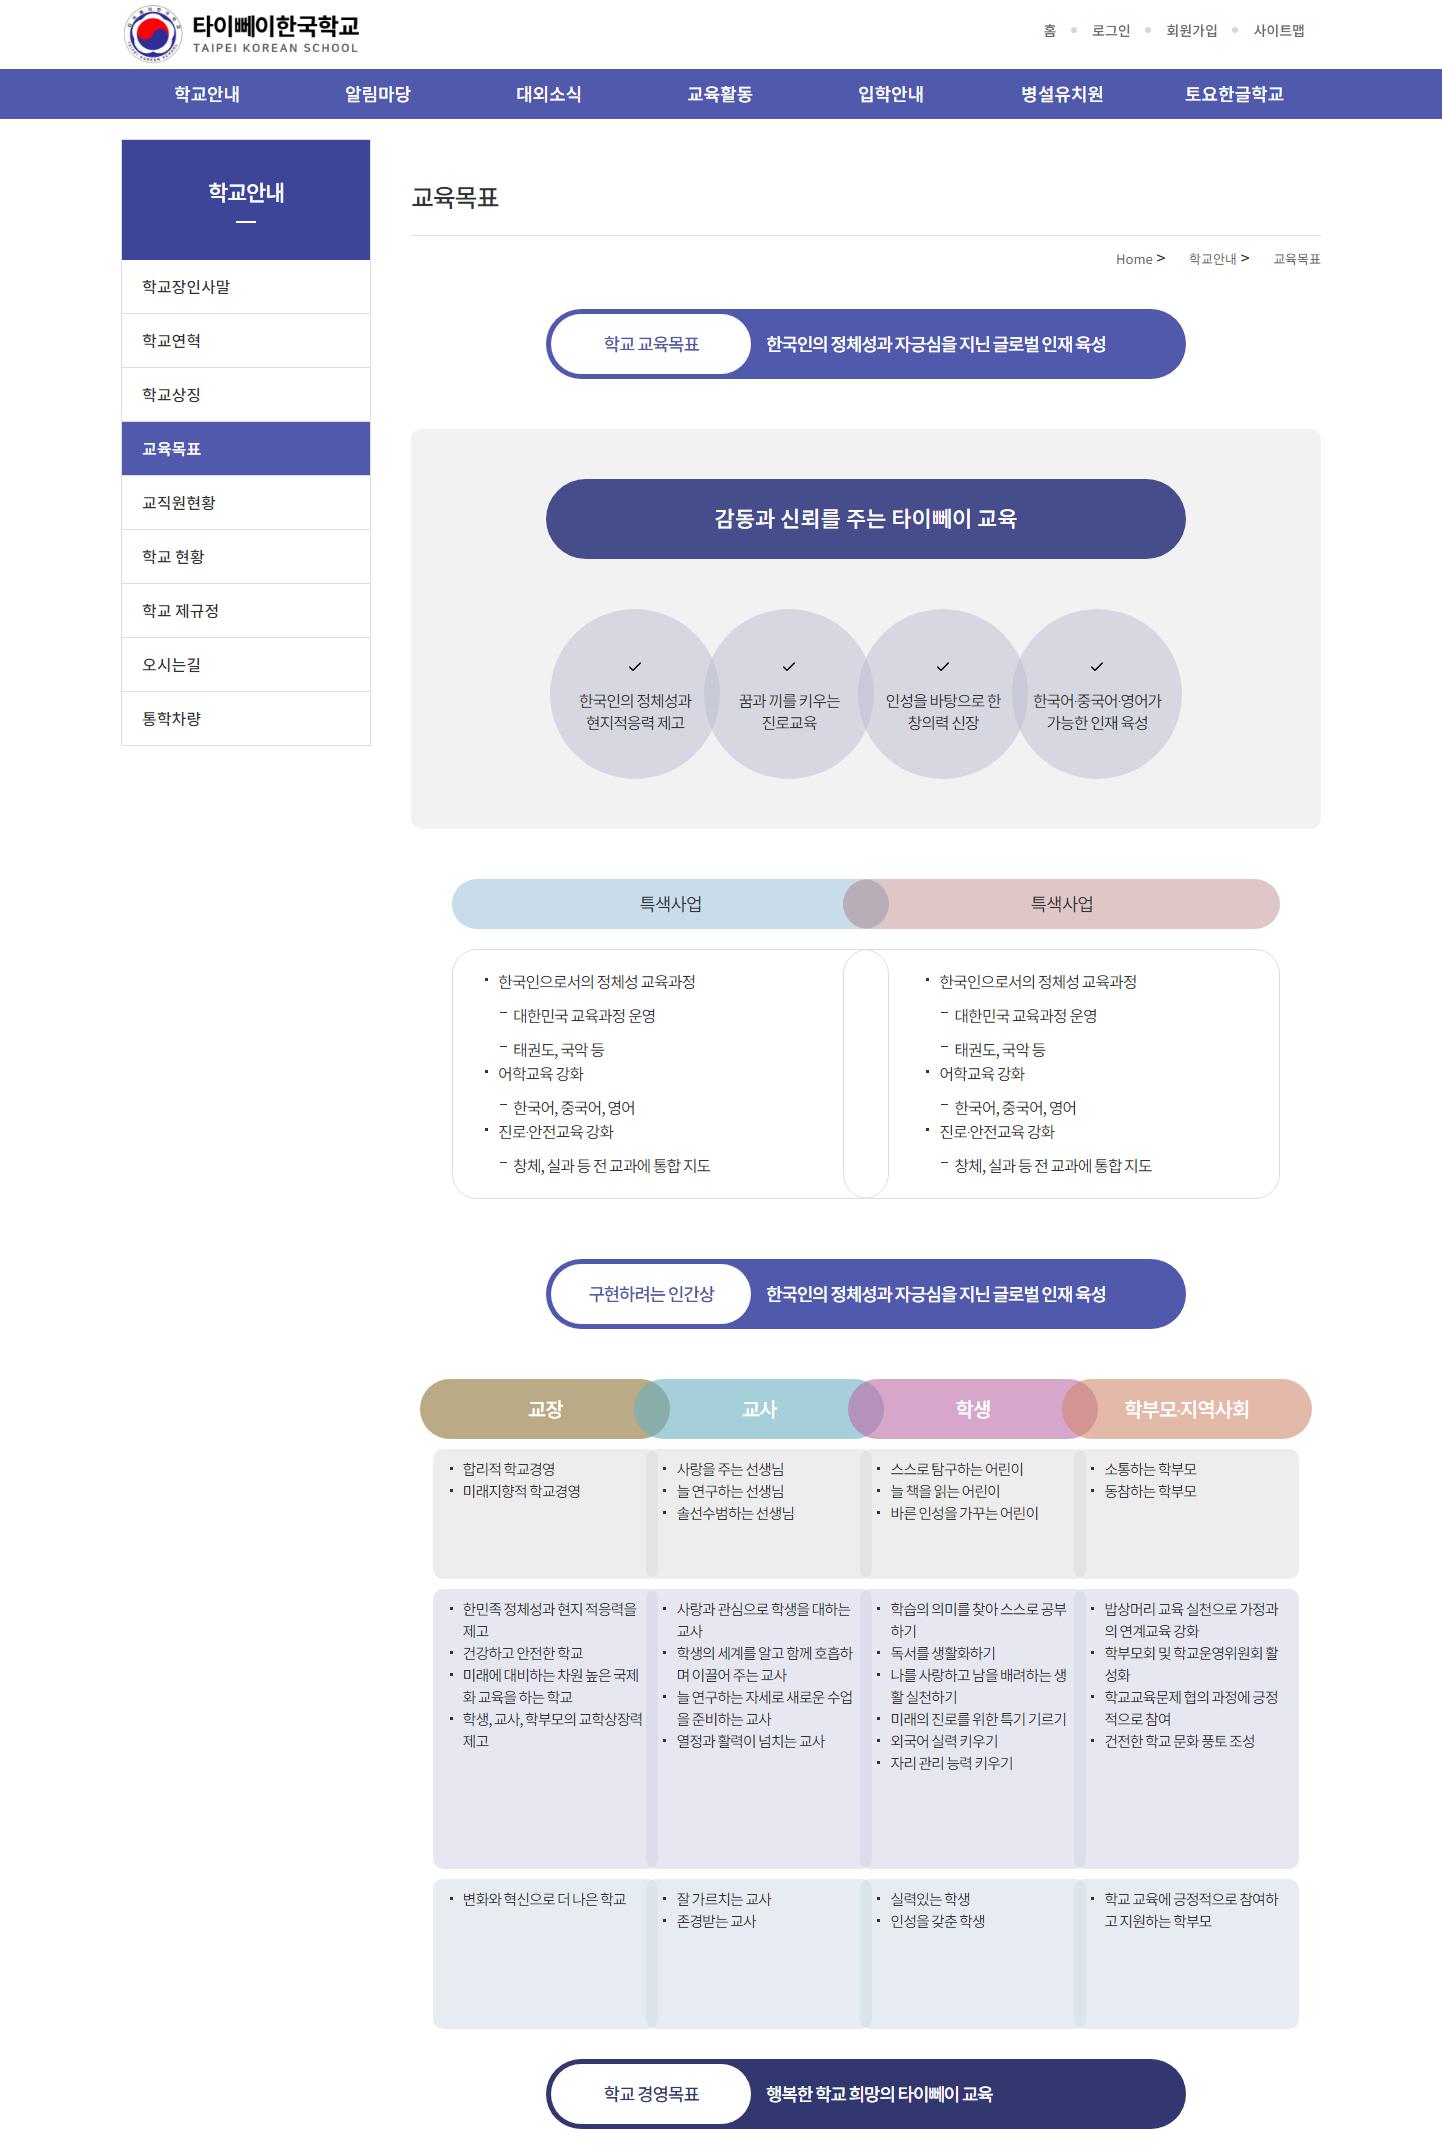 타이뻬이한국학교
TAIPEI KOREAN SCHOOL
홈
로그인
회원가입
사이트맵
학교안내
알림마당
대외소식
교육활동
입학안내
병설유치원
토요한글학교
학교안내
학교장인사말
학교연혁
학교상징
교육목표
교직원현황
학교 현황
학교 제규정
오시는길
통학차량
교육목표
Home > 학교안내 > 교육목표
학교 교육목표
한국인의 정체성과 자긍심을 지닌 글로벌 인재 육성
감동과 신뢰를 주는 타이뻬이 교육
한국인의 정체성과
현지적응력 제고
꿈과 끼를 키우는
진로교육
인성을 바탕으로 한
창의력 신장
한국어·중국어·영어가
가능한 인재 육성
특색사업
특색사업
한국인으로서의 정체성 교육과정
대한민국 교육과정 운영
태권도, 국악 등
어학교육 강화
한국어, 중국어, 영어
진로·안전교육 강화
창체, 실과 등 전 교과에 통합 지도
한국인으로서의 정체성 교육과정
대한민국 교육과정 운영
태권도, 국악 등
어학교육 강화
한국어, 중국어, 영어
진로·안전교육 강화
창체, 실과 등 전 교과에 통합 지도
구현하려는 인간상
한국인의 정체성과 자긍심을 지닌 글로벌 인재 육성
교장
교사
학생
학부모·지역사회
합리적 학교경영
미래지향적 학교경영
사랑을 주는 선생님
늘 연구하는 선생님
솔선수범하는 선생님
스스로 탐구하는 어린이
늘 책을 읽는 어린이
바른 인성을 가꾸는 어린이
소통하는 학부모
동참하는 학부모
한민족 정체성과 현지 적응력을
제고
건강하고 안전한 학교
미래에 대비하는 차원 높은 국제
화 교육을 하는 학교
학생, 교사, 학부모의 교학상장력
제고
사랑과 관심으로 학생을 대하는
교사
학생의 세계를 알고 함께 호흡하
며 이끌어 주는 교사
늘 연구하는 자세로 새로운 수업
을 준비하는 교사
열정과 활력이 넘치는 교사
학습의 의미를 찾아 스스로 공부
하기
독서를 생활화하기
나를 사랑하고 남을 배려하는 생
활 실천하기
미래의 진로를 위한 특기 기르기
외국어 실력 키우기
자리 관리 능력 키우기
밥상머리 교육 실천으로 가정과
의 연계교육 강화
학부모회 및 학교운영위원회 활
성화
학교교육문제 협의 과정에 긍정
적으로 참여
건전한 학교 문화 풍토 조성
변화와 혁신으로 더 나은 학교
잘 가르치는 교사
존경받는 교사
실력있는 학생
인성을 갖춘 학생
학교 교육에 긍정적으로 참여하
고 지원하는 학부모
학교 경영목표
행복한 학교 희망의 타이뻬이 교육